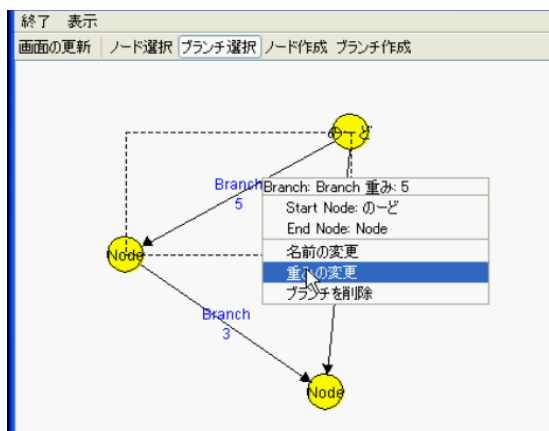 終了 表示
画面の更新 ノード選択 ブランチ選択 ノード作成 ブランチ作成
のーど
Branch
5
Branch: Branch 重み: 5
Start Node: のーど
End Node: Node
名前の変更
重みの変更
ブランチを削除
Node
Branch
3
Node